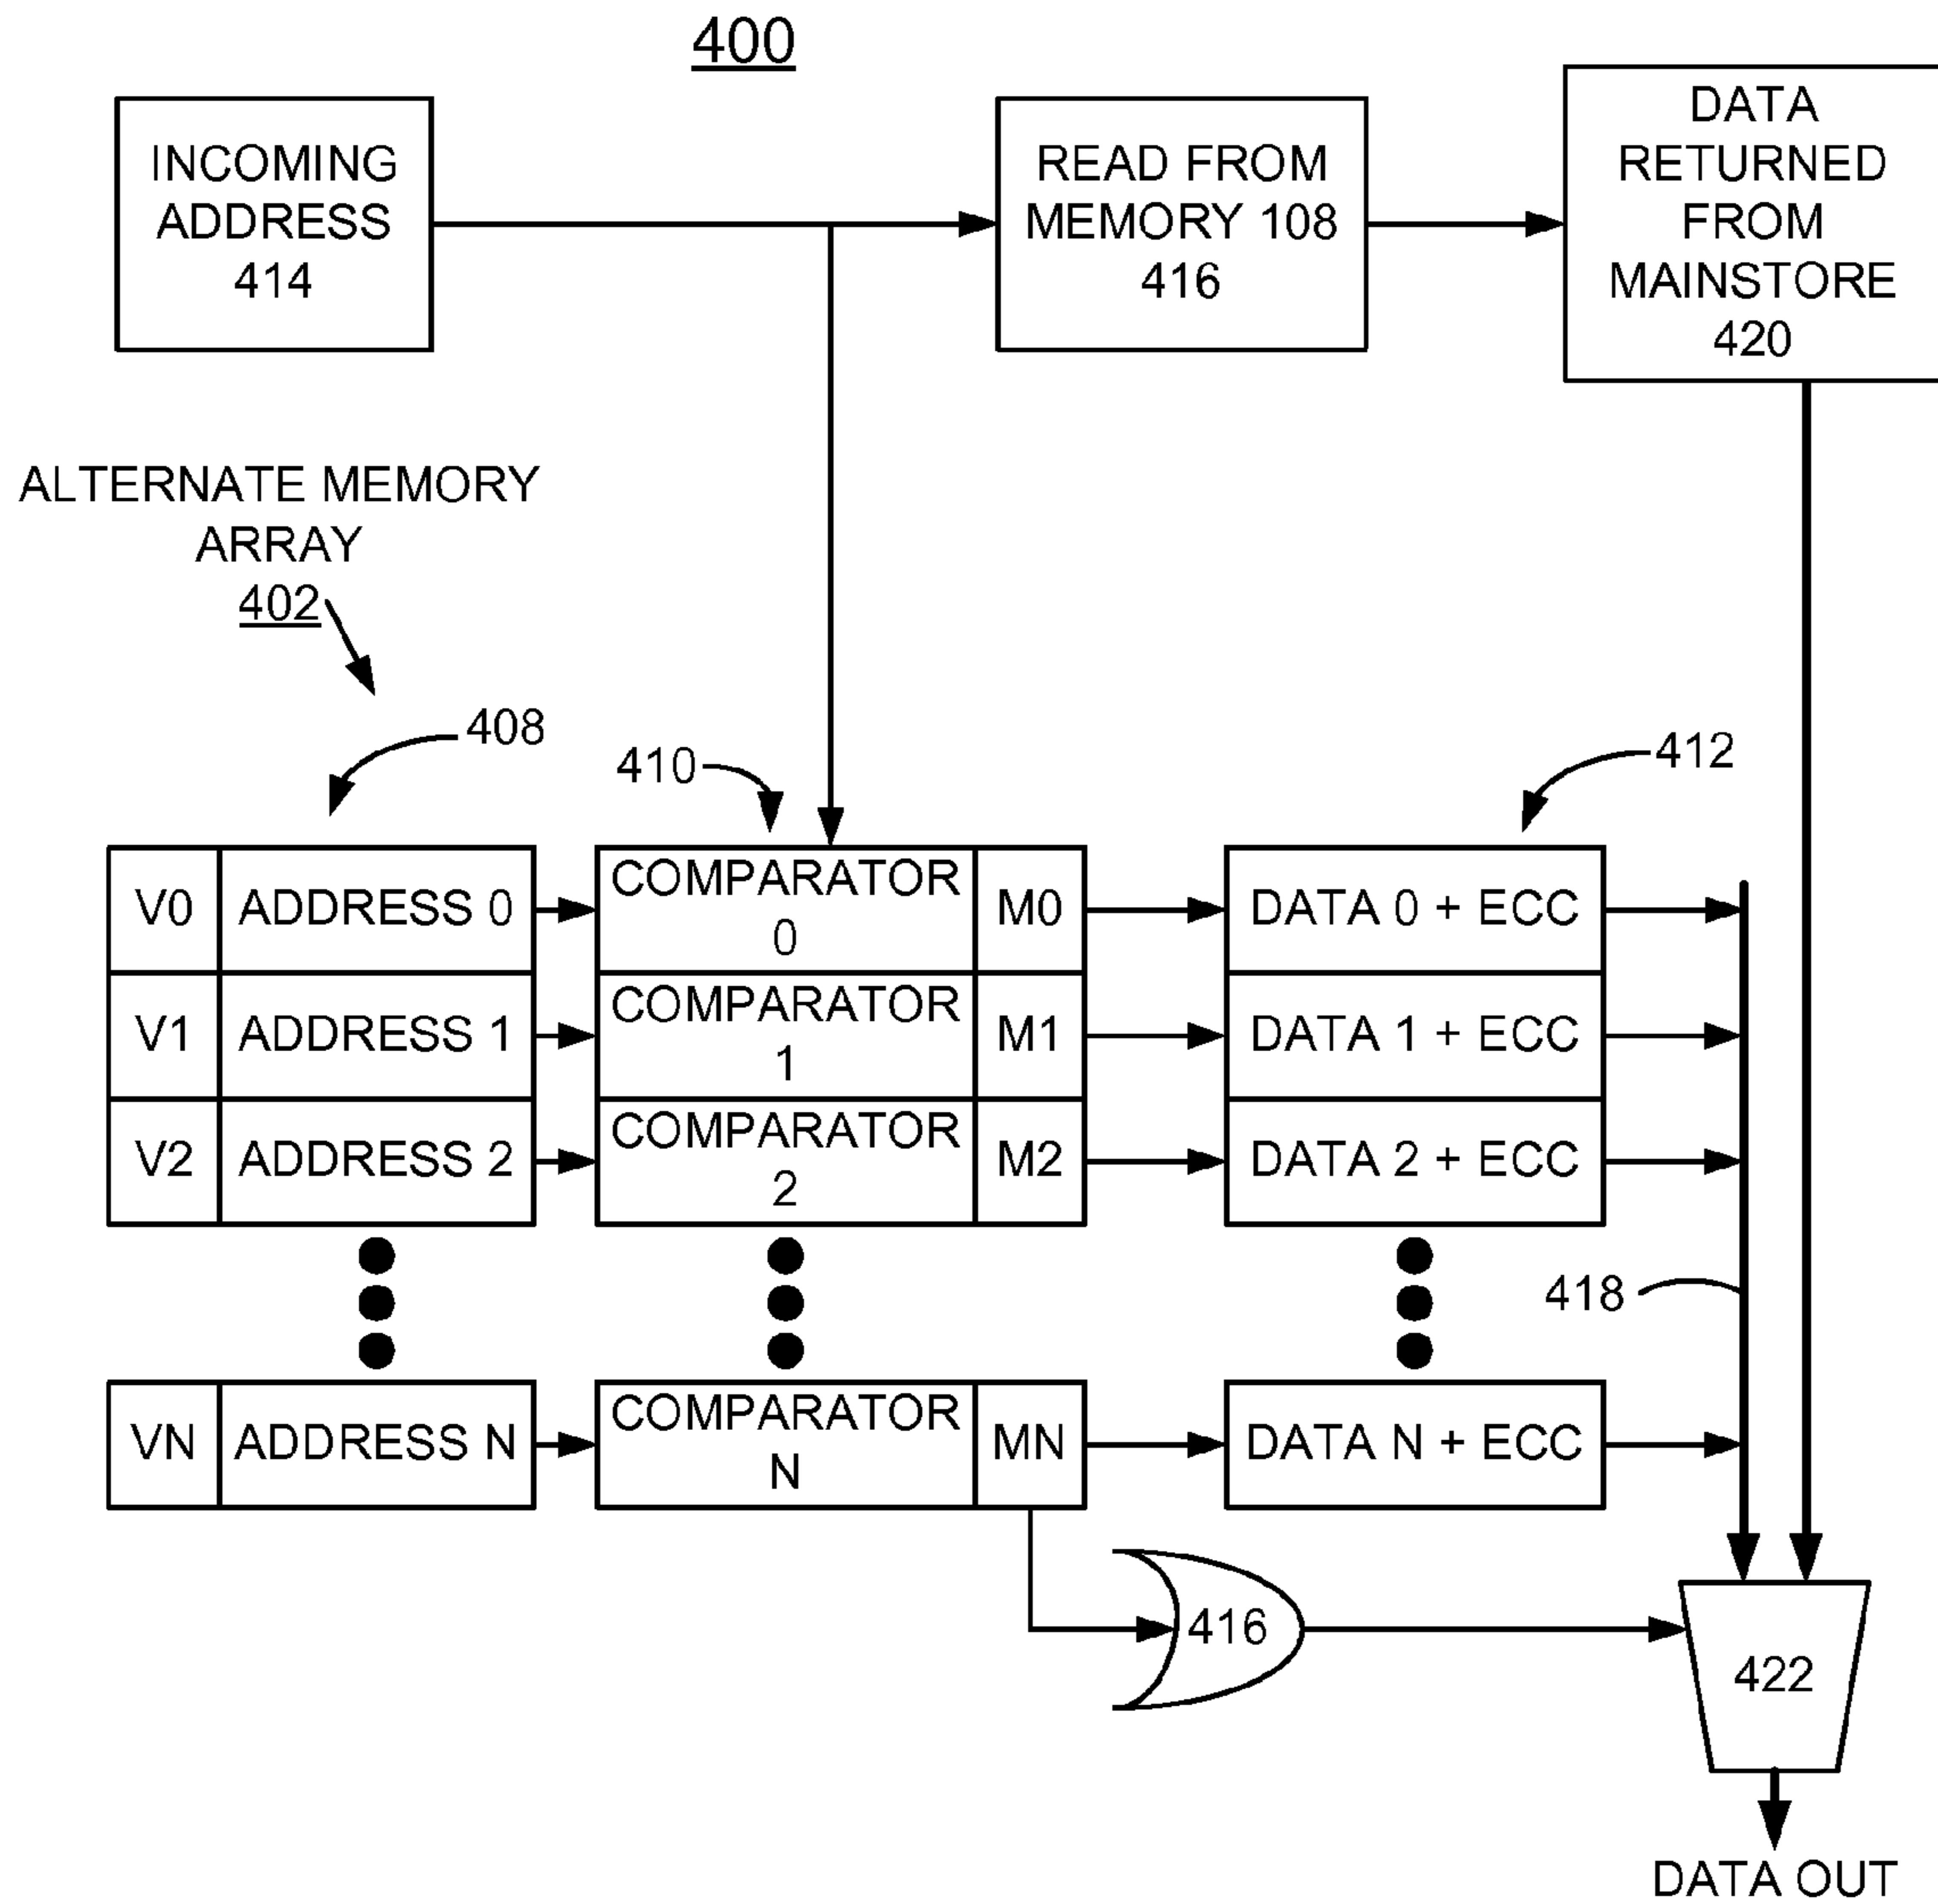 400
INCOMING
ADDRESS
414
READ FROM
MEMORY 108
416
DATA
RETURNED
FROM
MAINSTORE
420
ALTERNATE MEMORY
ARRAY
402
408
410
412
V0
ADDRESS 0
COMPARATOR
0
M0
DATA 0 + ECC
V1
ADDRESS 1
COMPARATOR
1
M1
DATA 1 + ECC
V2
ADDRESS 2
COMPARATOR
2
M2
DATA 2 + ECC
418
VN
ADDRESS N
COMPARATOR
N
MN
DATA N + ECC
416
422
DATA OUT